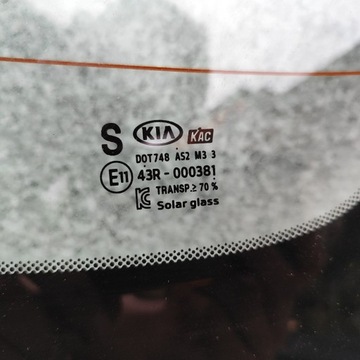 S KIA KAC
DOT748 AS2 M3 3
E11 43R-000381
TRANSP.≥ 70 %
Solar glass